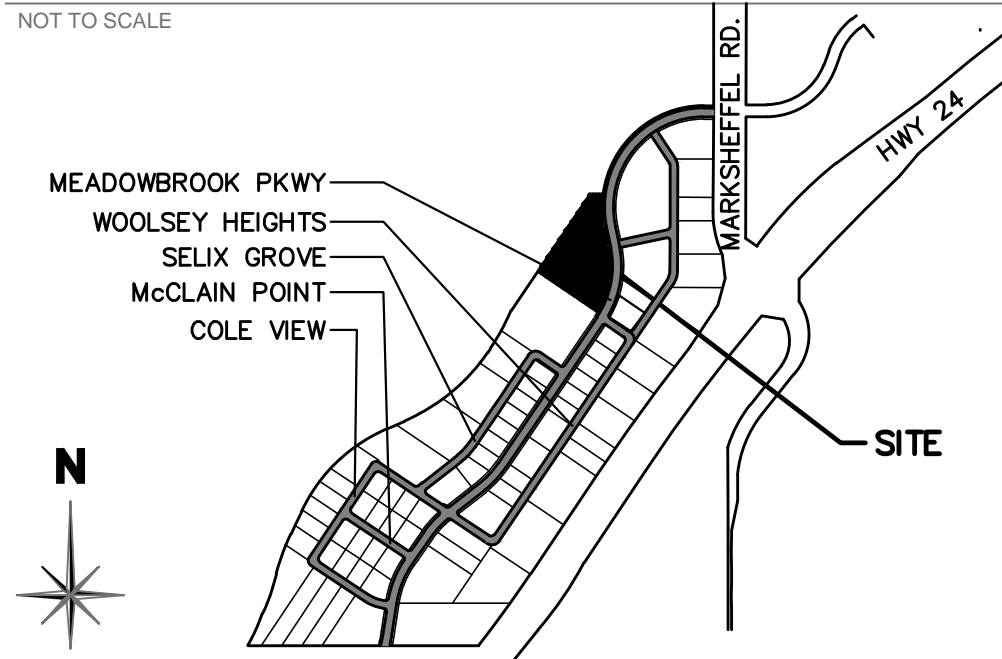 NOT TO SCALE
MARKSHEFFEL RD.
HWY 24
MEADOWBROOK PKWY
WOOLSEY HEIGHTS
SELIX GROVE
McCLAIN POINT
COLE VIEW
SITE
N